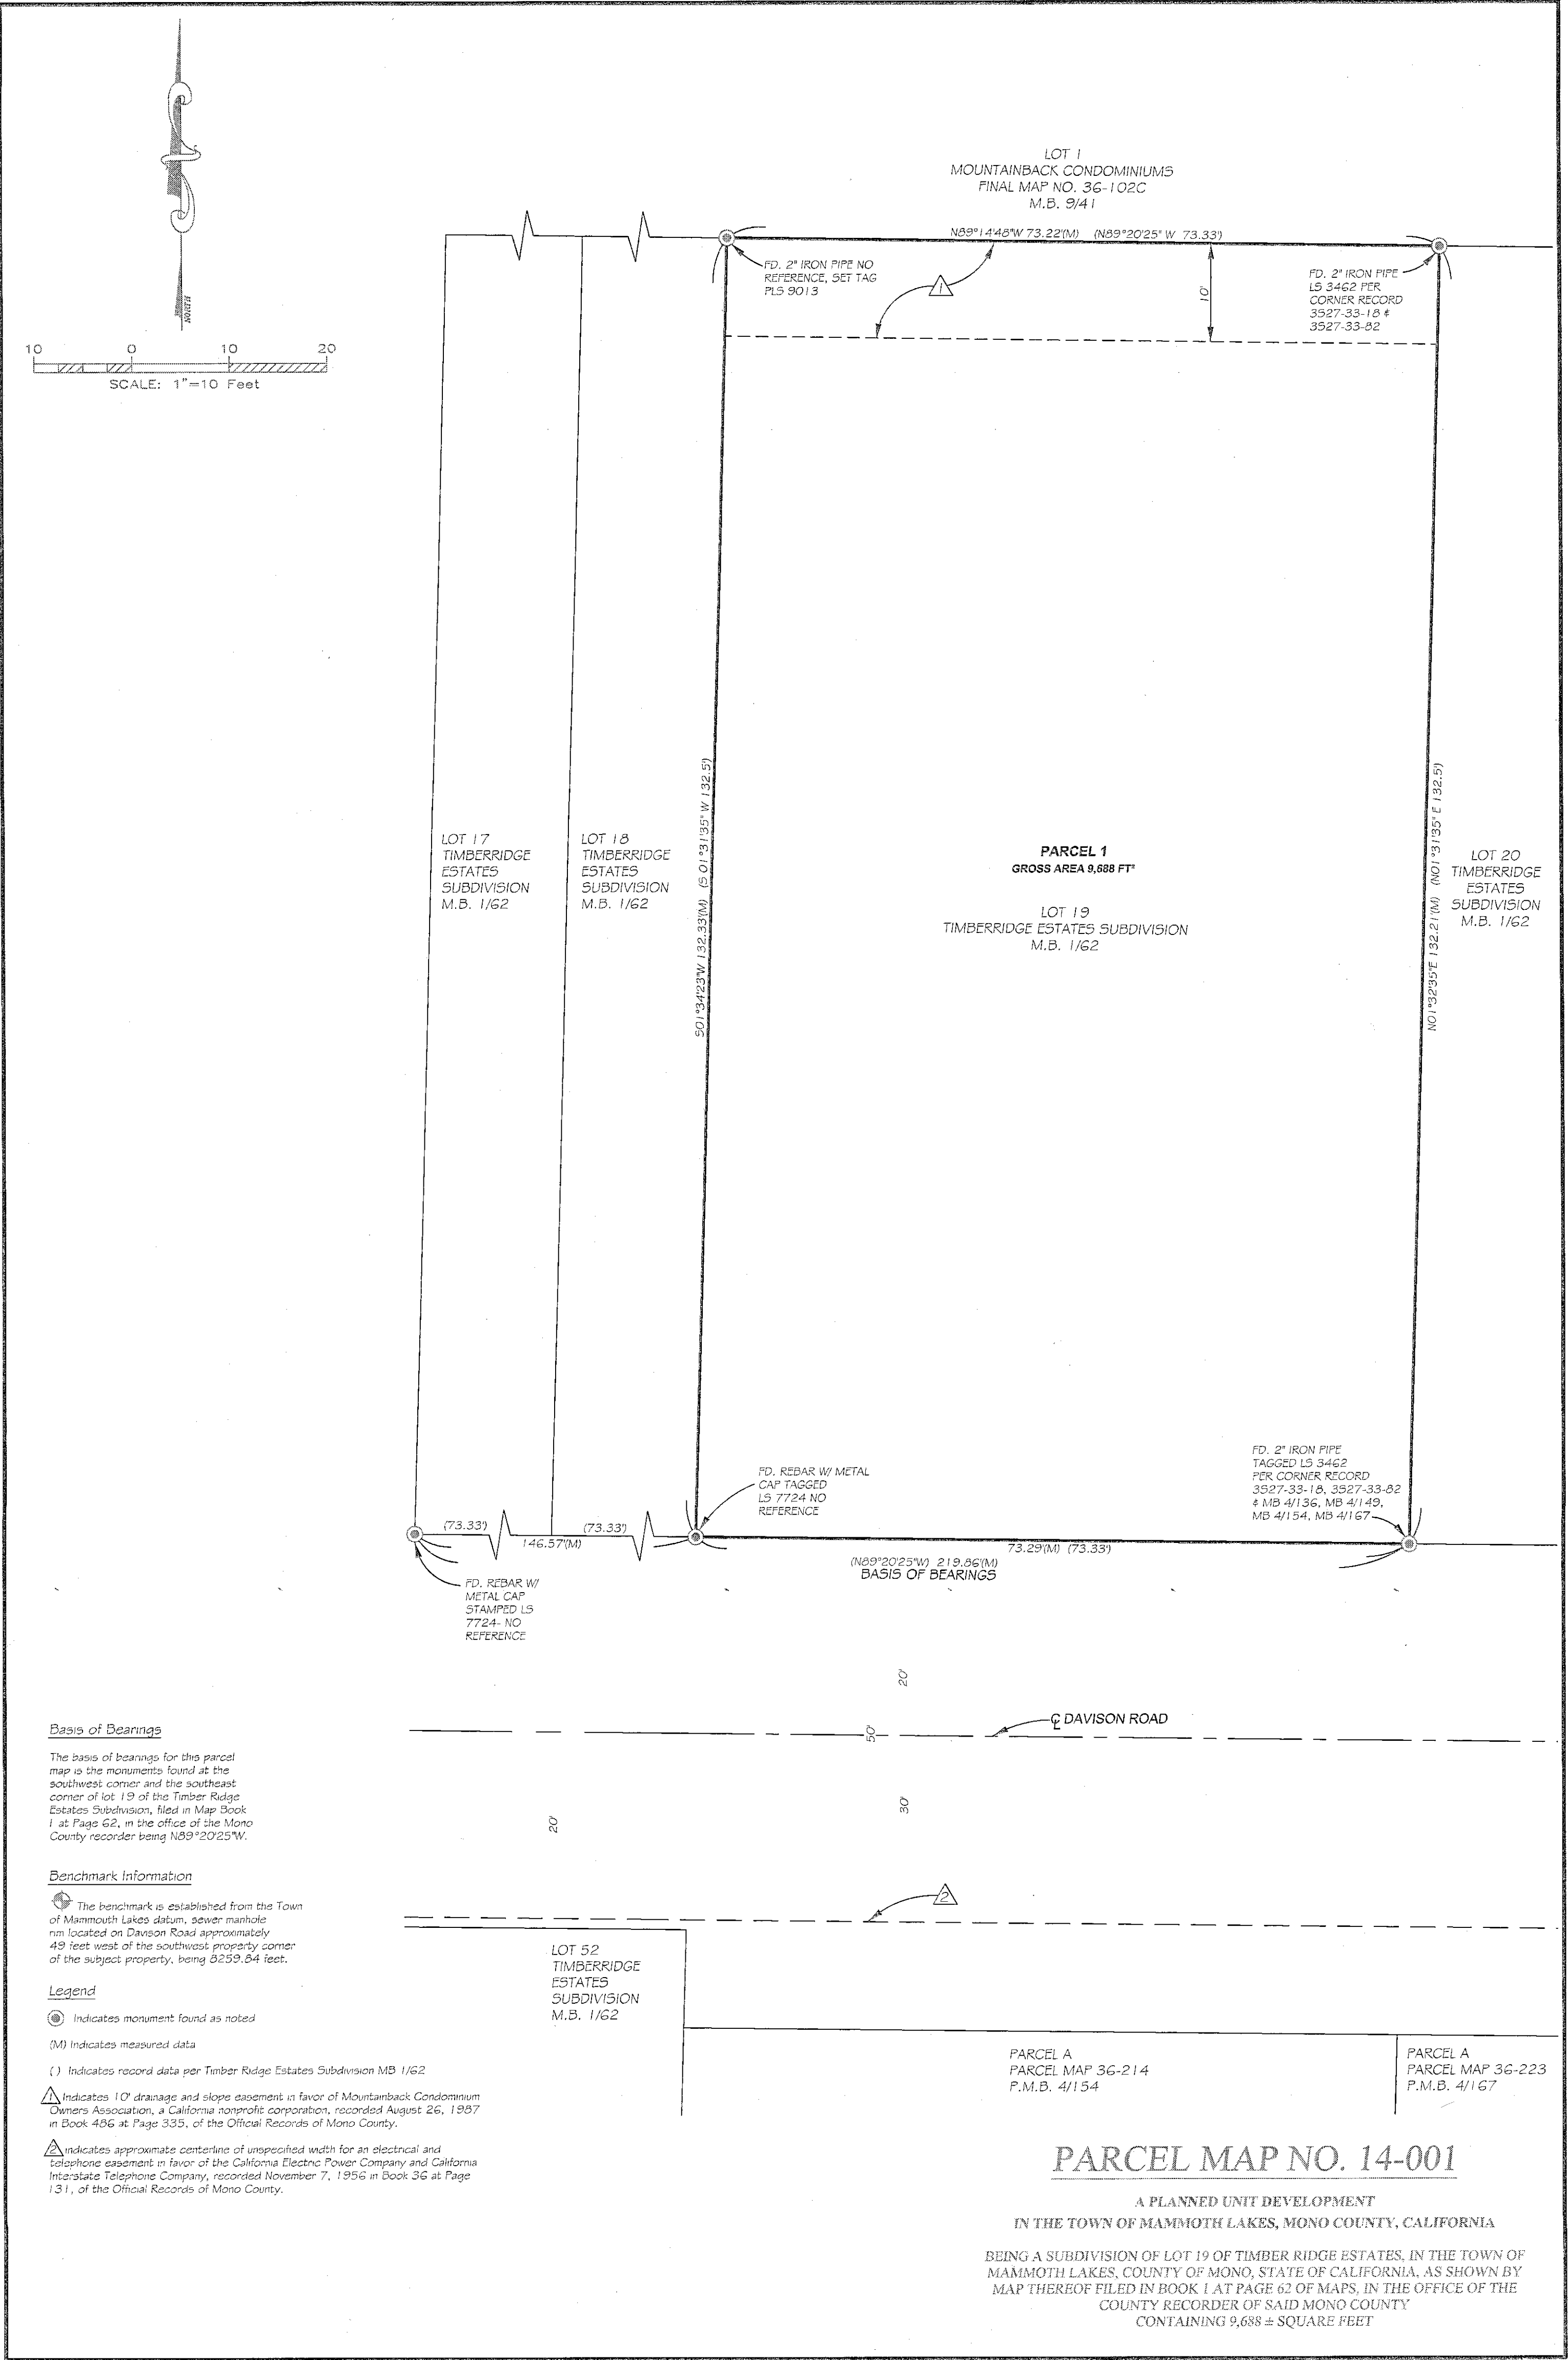 LOT 1
MOUNTAINBACK CONDOMINIUMS
FINAL MAP NO. 36-102C
M.B. 9/41
N89°14'48"W 73.22'(M) (N89°20'25" W 73.33')
FD. 2" IRON PIPE NO
REFERENCE, SET TAG
PLS 9013
1
10'
FD. 2" IRON PIPE
LS 3462 PER
CORNER RECORD
3527-33-18 &
3527-33-82
NORTH
10 0 10 20
SCALE: 1"=10 Feet
LOT 17
TIMBERRIDGE
ESTATES
SUBDIVISION
M.B. 1/62
LOT 18
TIMBERRIDGE
ESTATES
SUBDIVISION
M.B. 1/62
S01°34'23"W 132.33'(M) (S 01°31'35" W 132.5')
PARCEL 1
GROSS AREA 9,688 FT²
LOT 19
TIMBERRIDGE ESTATES SUBDIVISION
M.B. 1/62
N01°32'35"E 132.21'(M) (N01°31'35" E 132.5')
LOT 20
TIMBERRIDGE
ESTATES
SUBDIVISION
M.B. 1/62
FD. REBAR W/ METAL
CAP TAGGED
LS 7724 NO
REFERENCE
FD. 2" IRON PIPE
TAGGED LS 3462
PER CORNER RECORD
3527-33-18, 3527-33-82
& MB 4/136, MB 4/149,
MB 4/154, MB 4/167
(73.33')
(73.33')
146.57'(M)
73.29'(M) (73.33')
(N89°20'25"W) 219.86'(M)
BASIS OF BEARINGS
FD. REBAR W/
METAL CAP
STAMPED LS
7724- NO
REFERENCE
20'
50'
℄ DAVISON ROAD
30'
20'
2
Basis of Bearings
The basis of bearings for this parcel
map is the monuments found at the
southwest corner and the southeast
corner of lot 19 of the Timber Ridge
Estates Subdivision, filed in Map Book
1 at Page 62, in the office of the Mono
County recorder being N89°20'25"W.
Benchmark Information
The benchmark is established from the Town
of Mammouth Lakes datum, sewer manhole
rim located on Davison Road approximately
49 feet west of the southwest property corner
of the subject property, being 8259.84 feet.
Legend
Indicates monument found as noted
(M) Indicates measured data
( ) Indicates record data per Timber Ridge Estates Subdivision MB 1/62
1 Indicates 10' drainage and slope easement in favor of Mountainback Condominium
Owners Association, a California nonprofit corporation, recorded August 26, 1987
in Book 486 at Page 335, of the Official Records of Mono County.
2 Indicates approximate centerline of unspecified width for an electrical and
telephone easement in favor of the California Electric Power Company and California
Interstate Telephone Company, recorded November 7, 1956 in Book 36 at Page
131, of the Official Records of Mono County.
LOT 52
TIMBERRIDGE
ESTATES
SUBDIVISION
M.B. 1/62
PARCEL A
PARCEL MAP 36-214
P.M.B. 4/154
PARCEL A
PARCEL MAP 36-223
P.M.B. 4/167
PARCEL MAP NO. 14-001
A PLANNED UNIT DEVELOPMENT
IN THE TOWN OF MAMMOTH LAKES, MONO COUNTY, CALIFORNIA
BEING A SUBDIVISION OF LOT 19 OF TIMBER RIDGE ESTATES, IN THE TOWN OF
MAMMOTH LAKES, COUNTY OF MONO, STATE OF CALIFORNIA, AS SHOWN BY
MAP THEREOF FILED IN BOOK 1 AT PAGE 62 OF MAPS, IN THE OFFICE OF THE
COUNTY RECORDER OF SAID MONO COUNTY
CONTAINING 9,688 ± SQUARE FEET